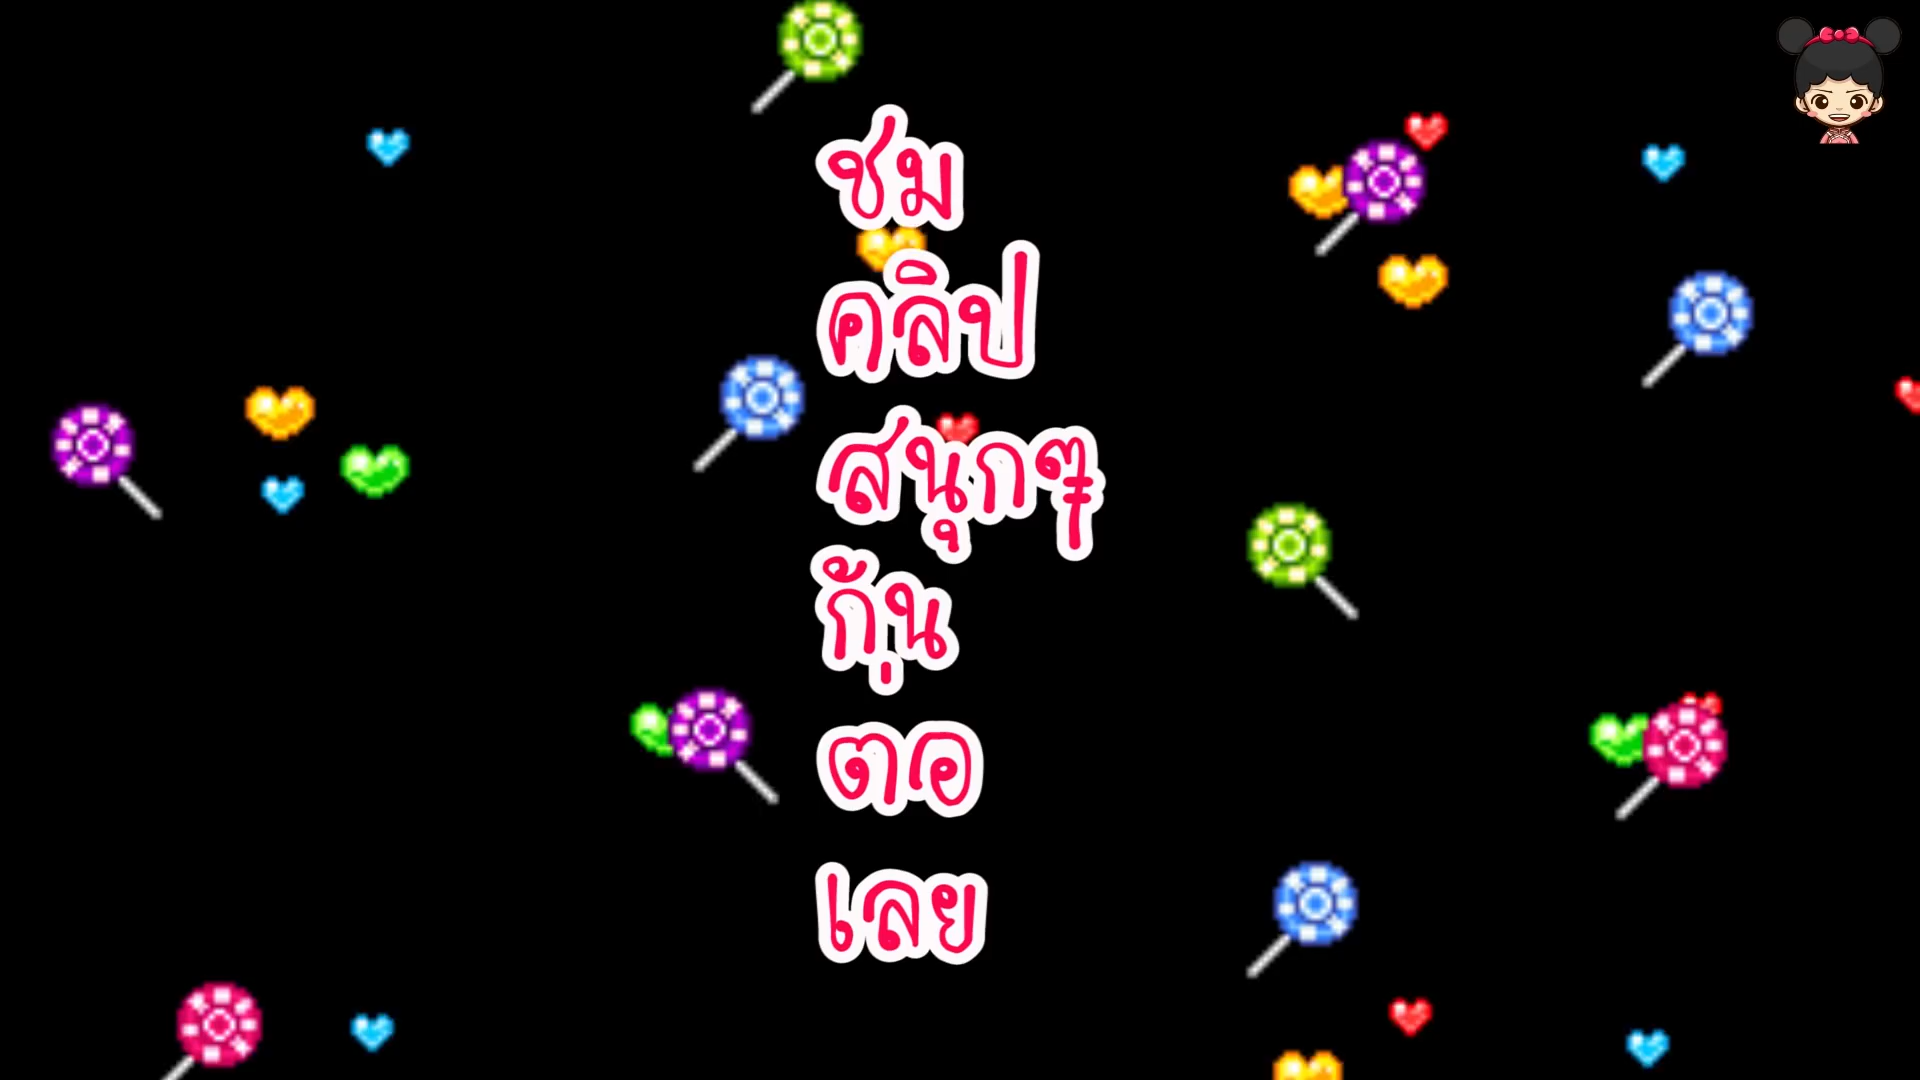 ชม
คลิป
สนุกๆ
กุ้น
ตอ
เลย